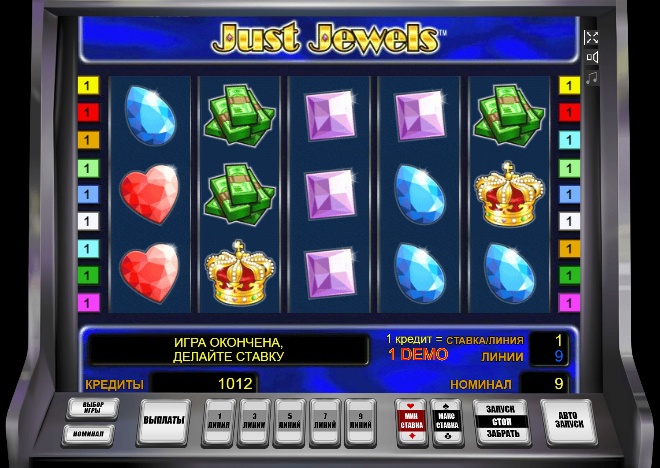 Just Jewels™
1 1
1 1
1 1
1 1
1 1
1 1
1 1
1 1
1 1
ИГРА ОКОНЧЕНА,
ДЕЛАЙТЕ СТАВКУ
1 кредит = СТАВКА/ЛИНИЯ 1
1 DEMO ЛИНИИ 9
КРЕДИТЫ 1012 НОМИНАЛ 9
ВЫБОР
ИГРЫ
НОМИНАЛ
ВЫПЛАТЫ
1
ЛИНИЯ
3
ЛИНИИ
5
ЛИНИЙ
7
ЛИНИЙ
9
ЛИНИЙ
МИН
СТАВКА
МАКС
СТАВКА
ЗАПУСК
СТОП
ЗАБРАТЬ
АВТО
ЗАПУСК